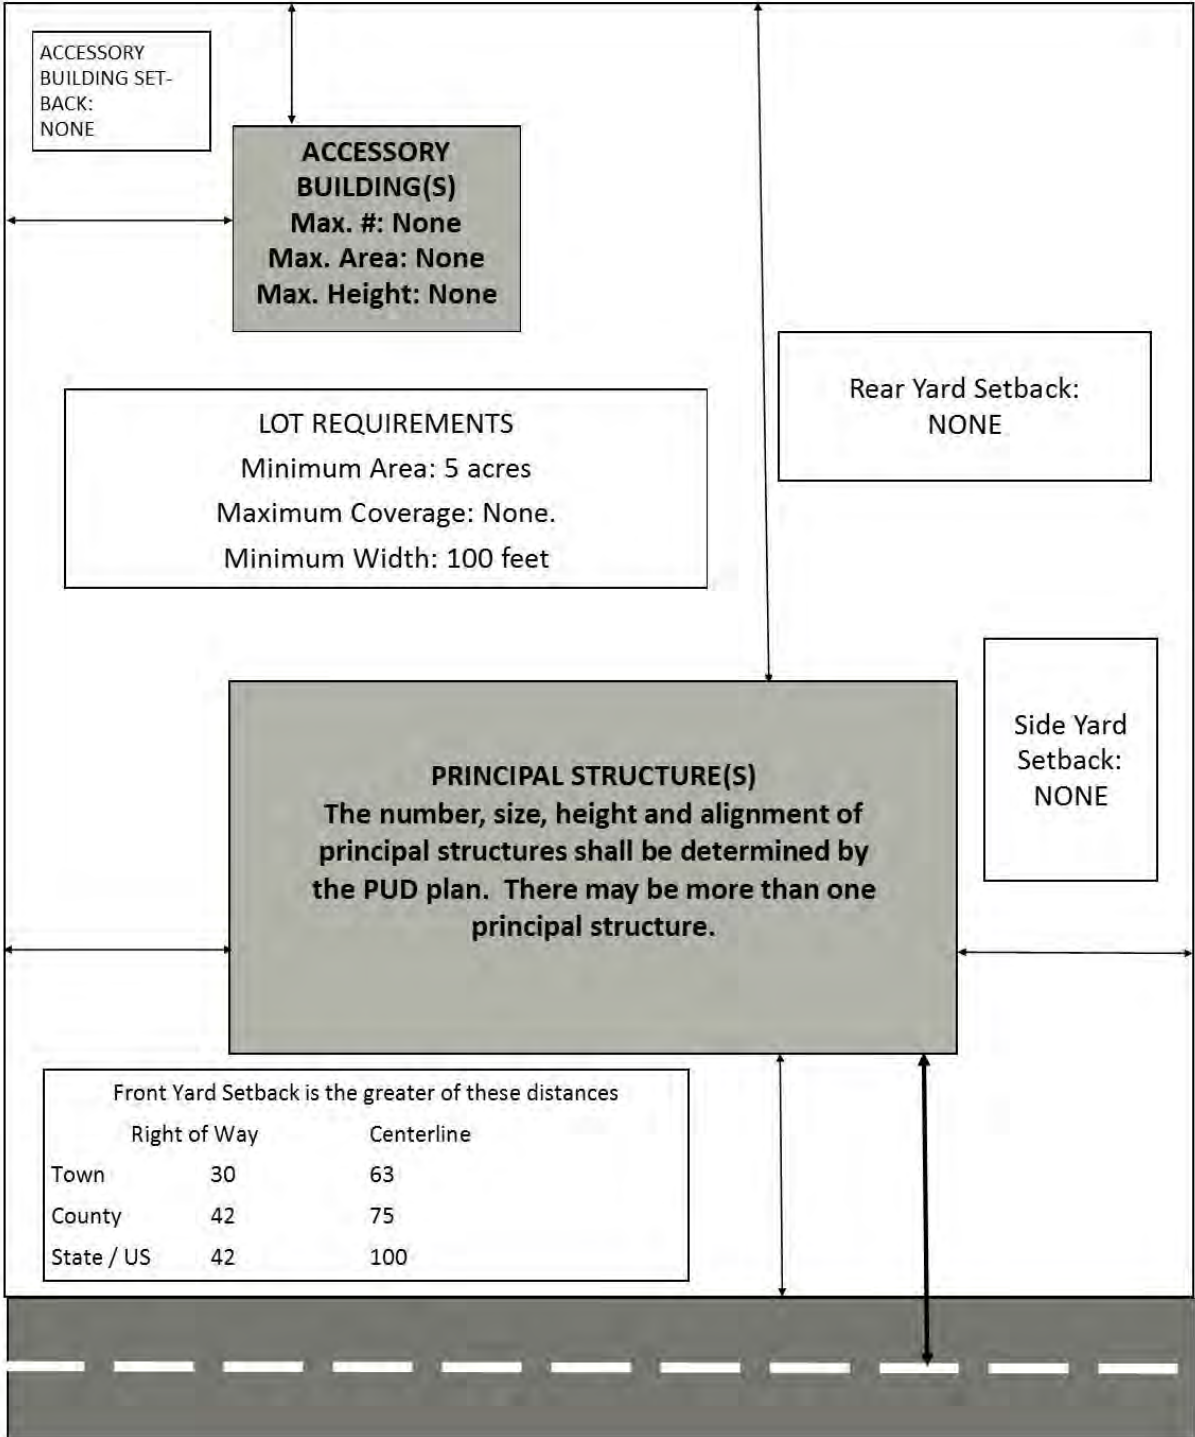 ACCESSORY
BUILDING SET-
BACK:
NONE
ACCESSORY
BUILDING(S)
Max. #: None
Max. Area: None
Max. Height: None
Rear Yard Setback:
NONE
LOT REQUIREMENTS
Minimum Area: 5 acres
Maximum Coverage: None.
Minimum Width: 100 feet
Side Yard
Setback:
NONE
PRINCIPAL STRUCTURE(S)
The number, size, height and alignment of
principal structures shall be determined by
the PUD plan.  There may be more than one
principal structure.
Front Yard Setback is the greater of these distances
Right of Way Centerline
Town 30 63
County 42 75
State / US 42 100